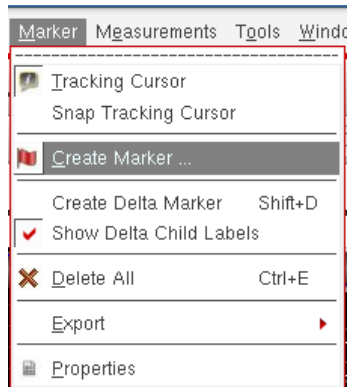 Marker Measurements Tools Windo
Tracking Cursor
Snap Tracking Cursor
Create Marker ...
Create Delta Marker Shift+D
Show Delta Child Labels
Delete All Ctrl+E
Export
Properties